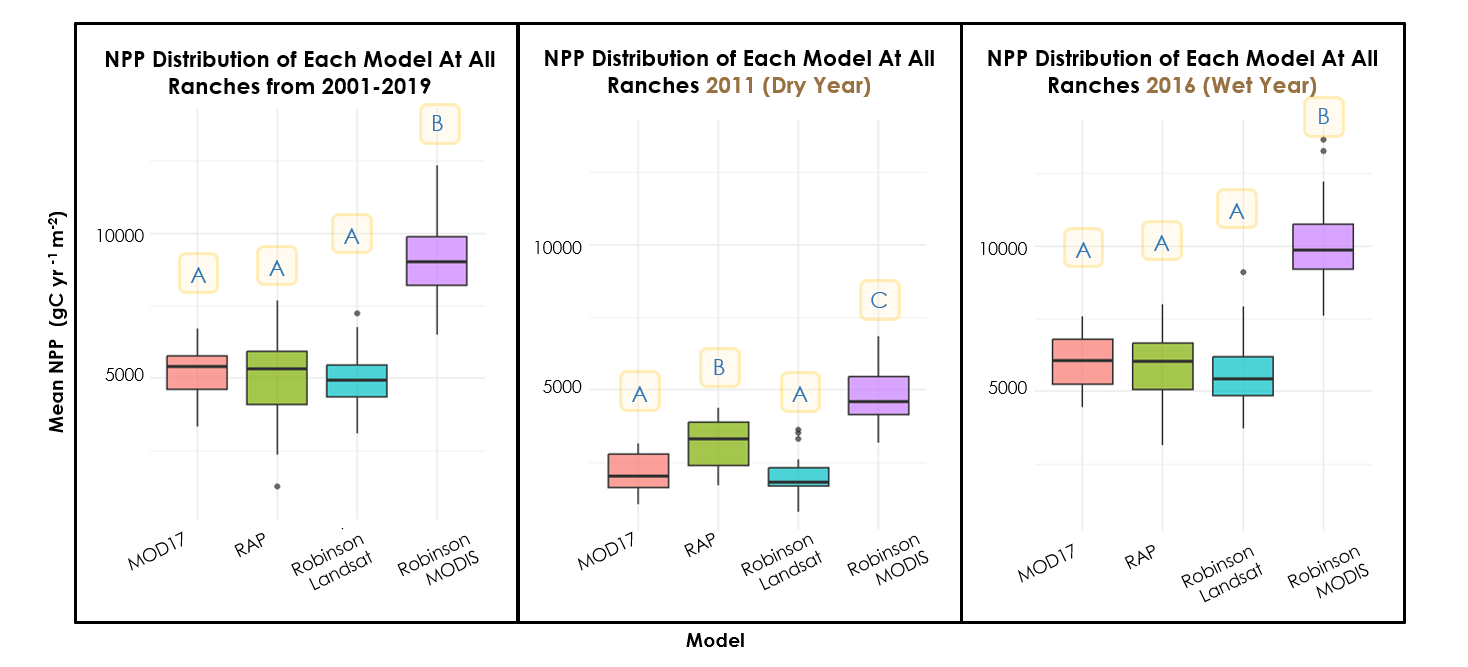 NPP Distribution of Each Model At All
Ranches from 2001-2019
NPP Distribution of Each Model At All
Ranches 2011 (Dry Year)
NPP Distribution of Each Model At All
Ranches 2016 (Wet Year)
Mean NPP (gC yr -1 m-2)
10000
5000
A
A
A
B
MOD17
RAP
Robinson
Landsat
Robinson
MODIS
10000
5000
A
B
A
C
MOD17
RAP
Robinson
Landsat
Robinson
MODIS
10000
5000
A
A
A
B
MOD17
RAP
Robinson
Landsat
Robinson
MODIS
Model